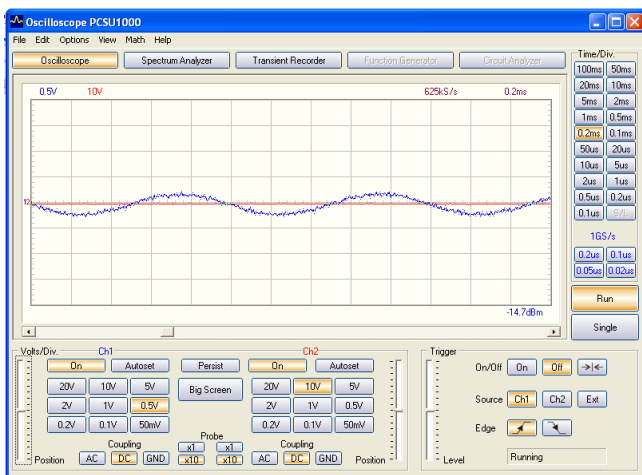 Oscilloscope PCSU1000
File Edit Options View Math Help
Oscilloscope Spectrum Analyzer Transient Recorder Function Generator Circuit Analyzer
0.5V 10V 625kS/s 0.2ms
-14.7dBm
Time/Div.
100ms 50ms
20ms 10ms
5ms 2ms
1ms 0.5ms
0.2ms 0.1ms
50us 20us
10us 5us
2us 1us
0.5us 0.2us
0.1us S/L
1GS/s
0.2us 0.1us
0.05us 0.02us
Run
Single
Volts/Div. Ch1 Ch2
On Autoset Persist On Autoset
20V 10V 5V Big Screen 20V 10V 5V
2V 1V 0.5V 2V 1V 0.5V
0.2V 0.1V 50mV 0.2V 0.1V 50mV
Coupling Probe Coupling
x1 x1
Position AC DC GND x10 x10 AC DC GND Position
Trigger
On/Off On Off
Source Ch1 Ch2 Ext
Edge
Level Running